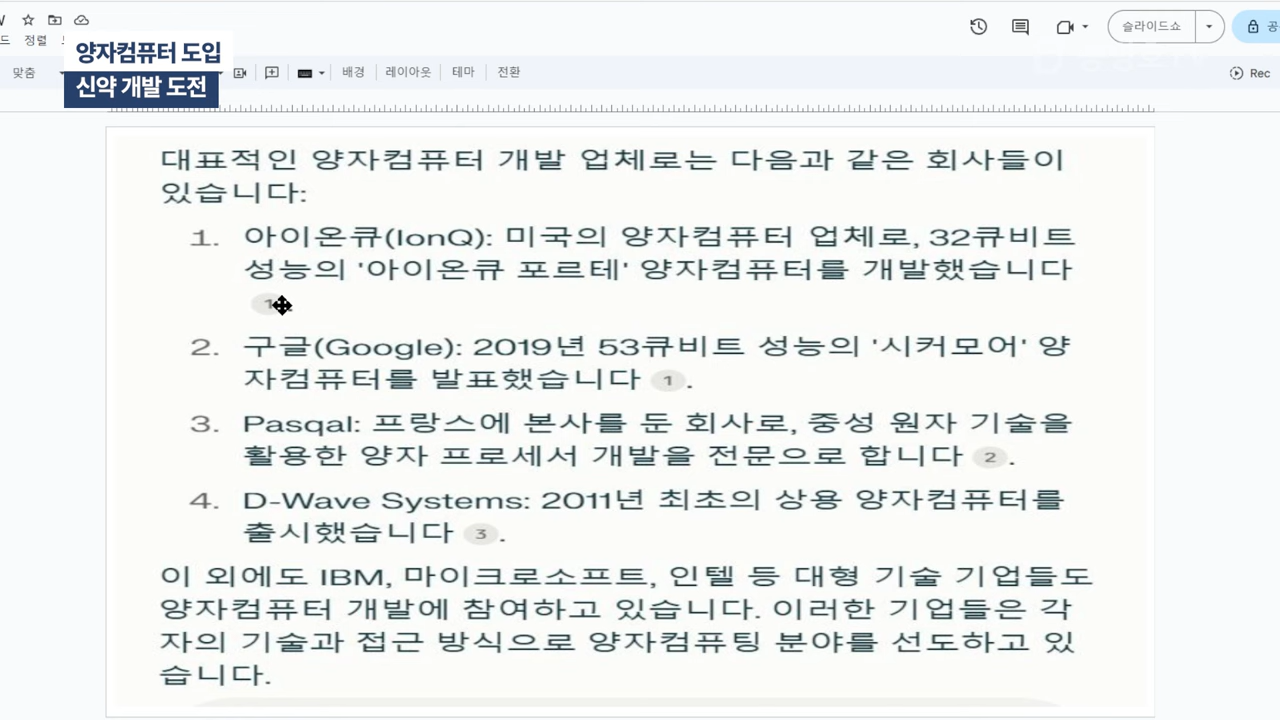 정렬
양자컴퓨터 도입
신약 개발 도전
맞춤
배경
레이아웃
테마
전환
슬라이드쇼
Rec
대표적인 양자컴퓨터 개발 업체로는 다음과 같은 회사들이
있습니다:
1. 아이온큐(IonQ): 미국의 양자컴퓨터 업체로, 32큐비트
성능의 '아이온큐 포르테' 양자컴퓨터를 개발했습니다
1
2. 구글(Google): 2019년 53큐비트 성능의 '시커모어' 양
자컴퓨터를 발표했습니다 1 .
3. Pasqal: 프랑스에 본사를 둔 회사로, 중성 원자 기술을
활용한 양자 프로세서 개발을 전문으로 합니다 2 .
4. D-Wave Systems: 2011년 최초의 상용 양자컴퓨터를
출시했습니다 3 .
이 외에도 IBM, 마이크로소프트, 인텔 등 대형 기술 기업들도
양자컴퓨터 개발에 참여하고 있습니다. 이러한 기업들은 각
자의 기술과 접근 방식으로 양자컴퓨팅 분야를 선도하고 있
습니다.